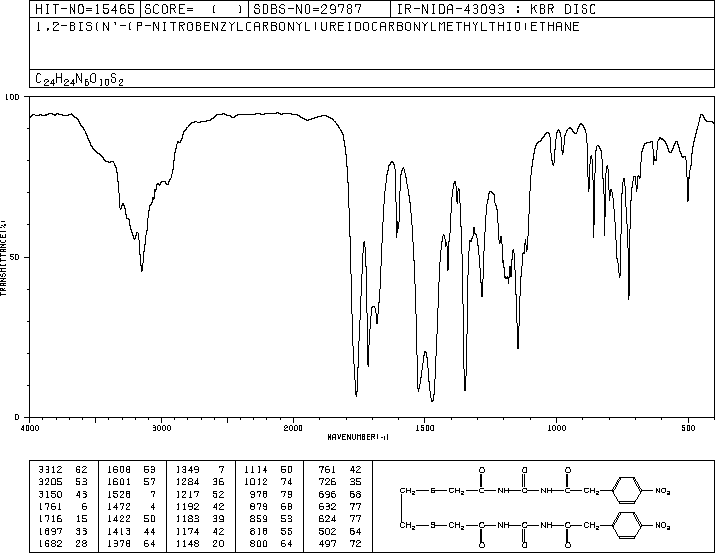 HIT-NO=15465 SCORE= ( ) SDBS-NO=29787 IR-NIDA-43093 : KBR DISC
1,2-BIS(N'-(P-NITROBENZYLCARBONYL)UREIDOCARBONYLMETHYLTHIO)ETHANE
C24H24N6O10S2
100
50
0
TRANSMITTANCE(%)
4000 3000 2000 1500 1000 500
WAVENUMBER(-1)
3312 62 1608 53 1349 7 1114 50 761 42
3205 53 1601 57 1284 36 1012 74 726 35
3150 43 1528 7 1217 52 978 79 696 68
1761 6 1472 4 1192 42 879 68 632 77
1716 15 1422 50 1183 39 859 53 624 77
1697 33 1413 44 1174 42 818 55 502 64
1682 28 1378 64 1148 20 800 64 497 72
O O O
S—CH2 NH NH CH2 NO2
CH2
CH2
S—CH2 NH NH CH2 NO2
O O O